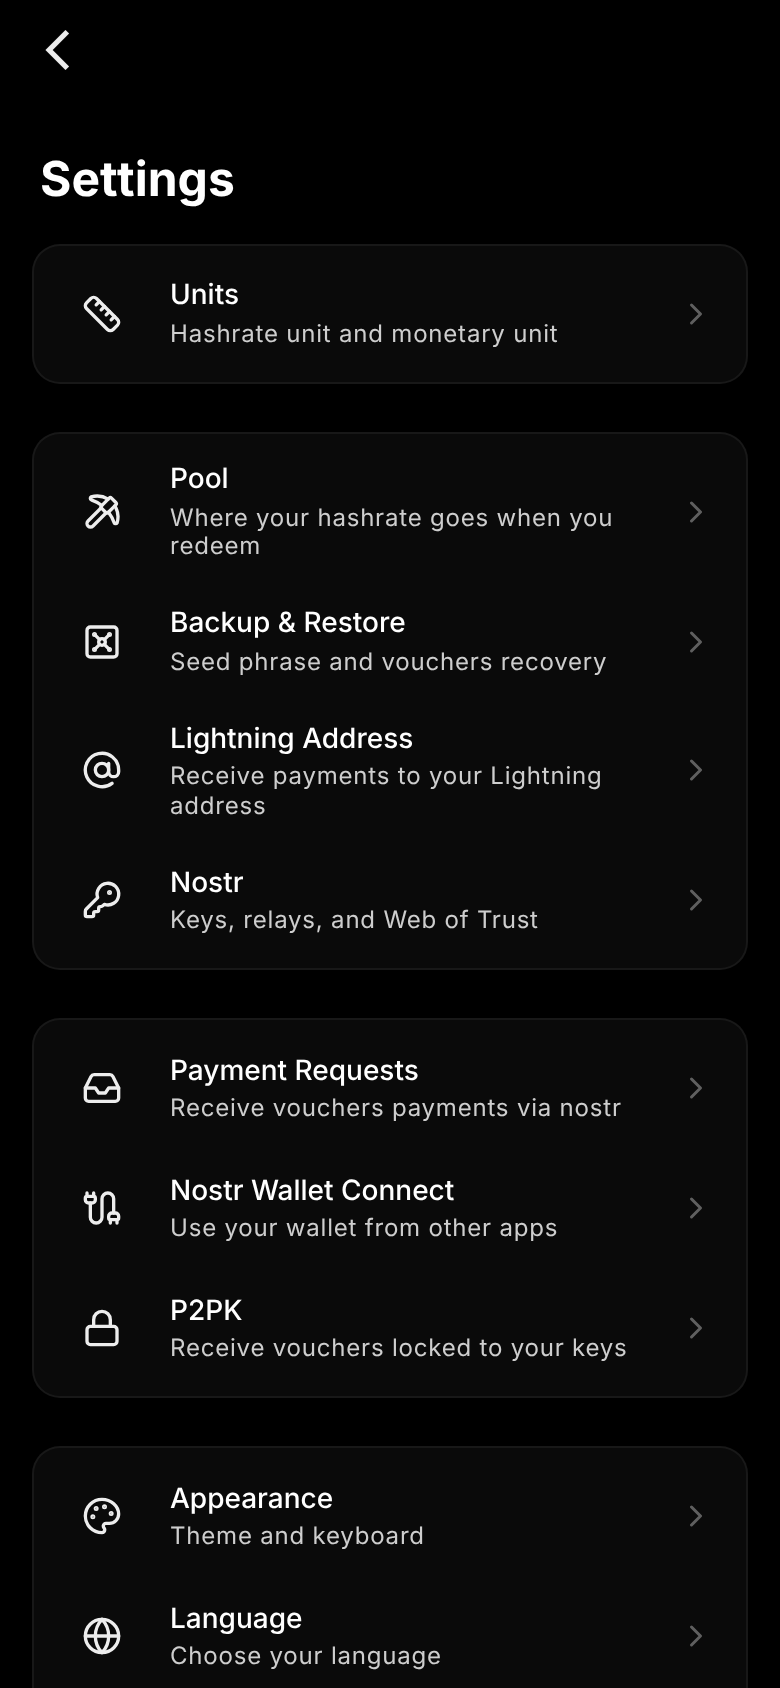 Settings
Units
Hashrate unit and monetary unit
Pool
Where your hashrate goes when you
redeem
Backup & Restore
Seed phrase and vouchers recovery
Lightning Address
Receive payments to your Lightning
address
Nostr
Keys, relays, and Web of Trust
Payment Requests
Receive vouchers payments via nostr
Nostr Wallet Connect
Use your wallet from other apps
P2PK
Receive vouchers locked to your keys
Appearance
Theme and keyboard
Language
Choose your language